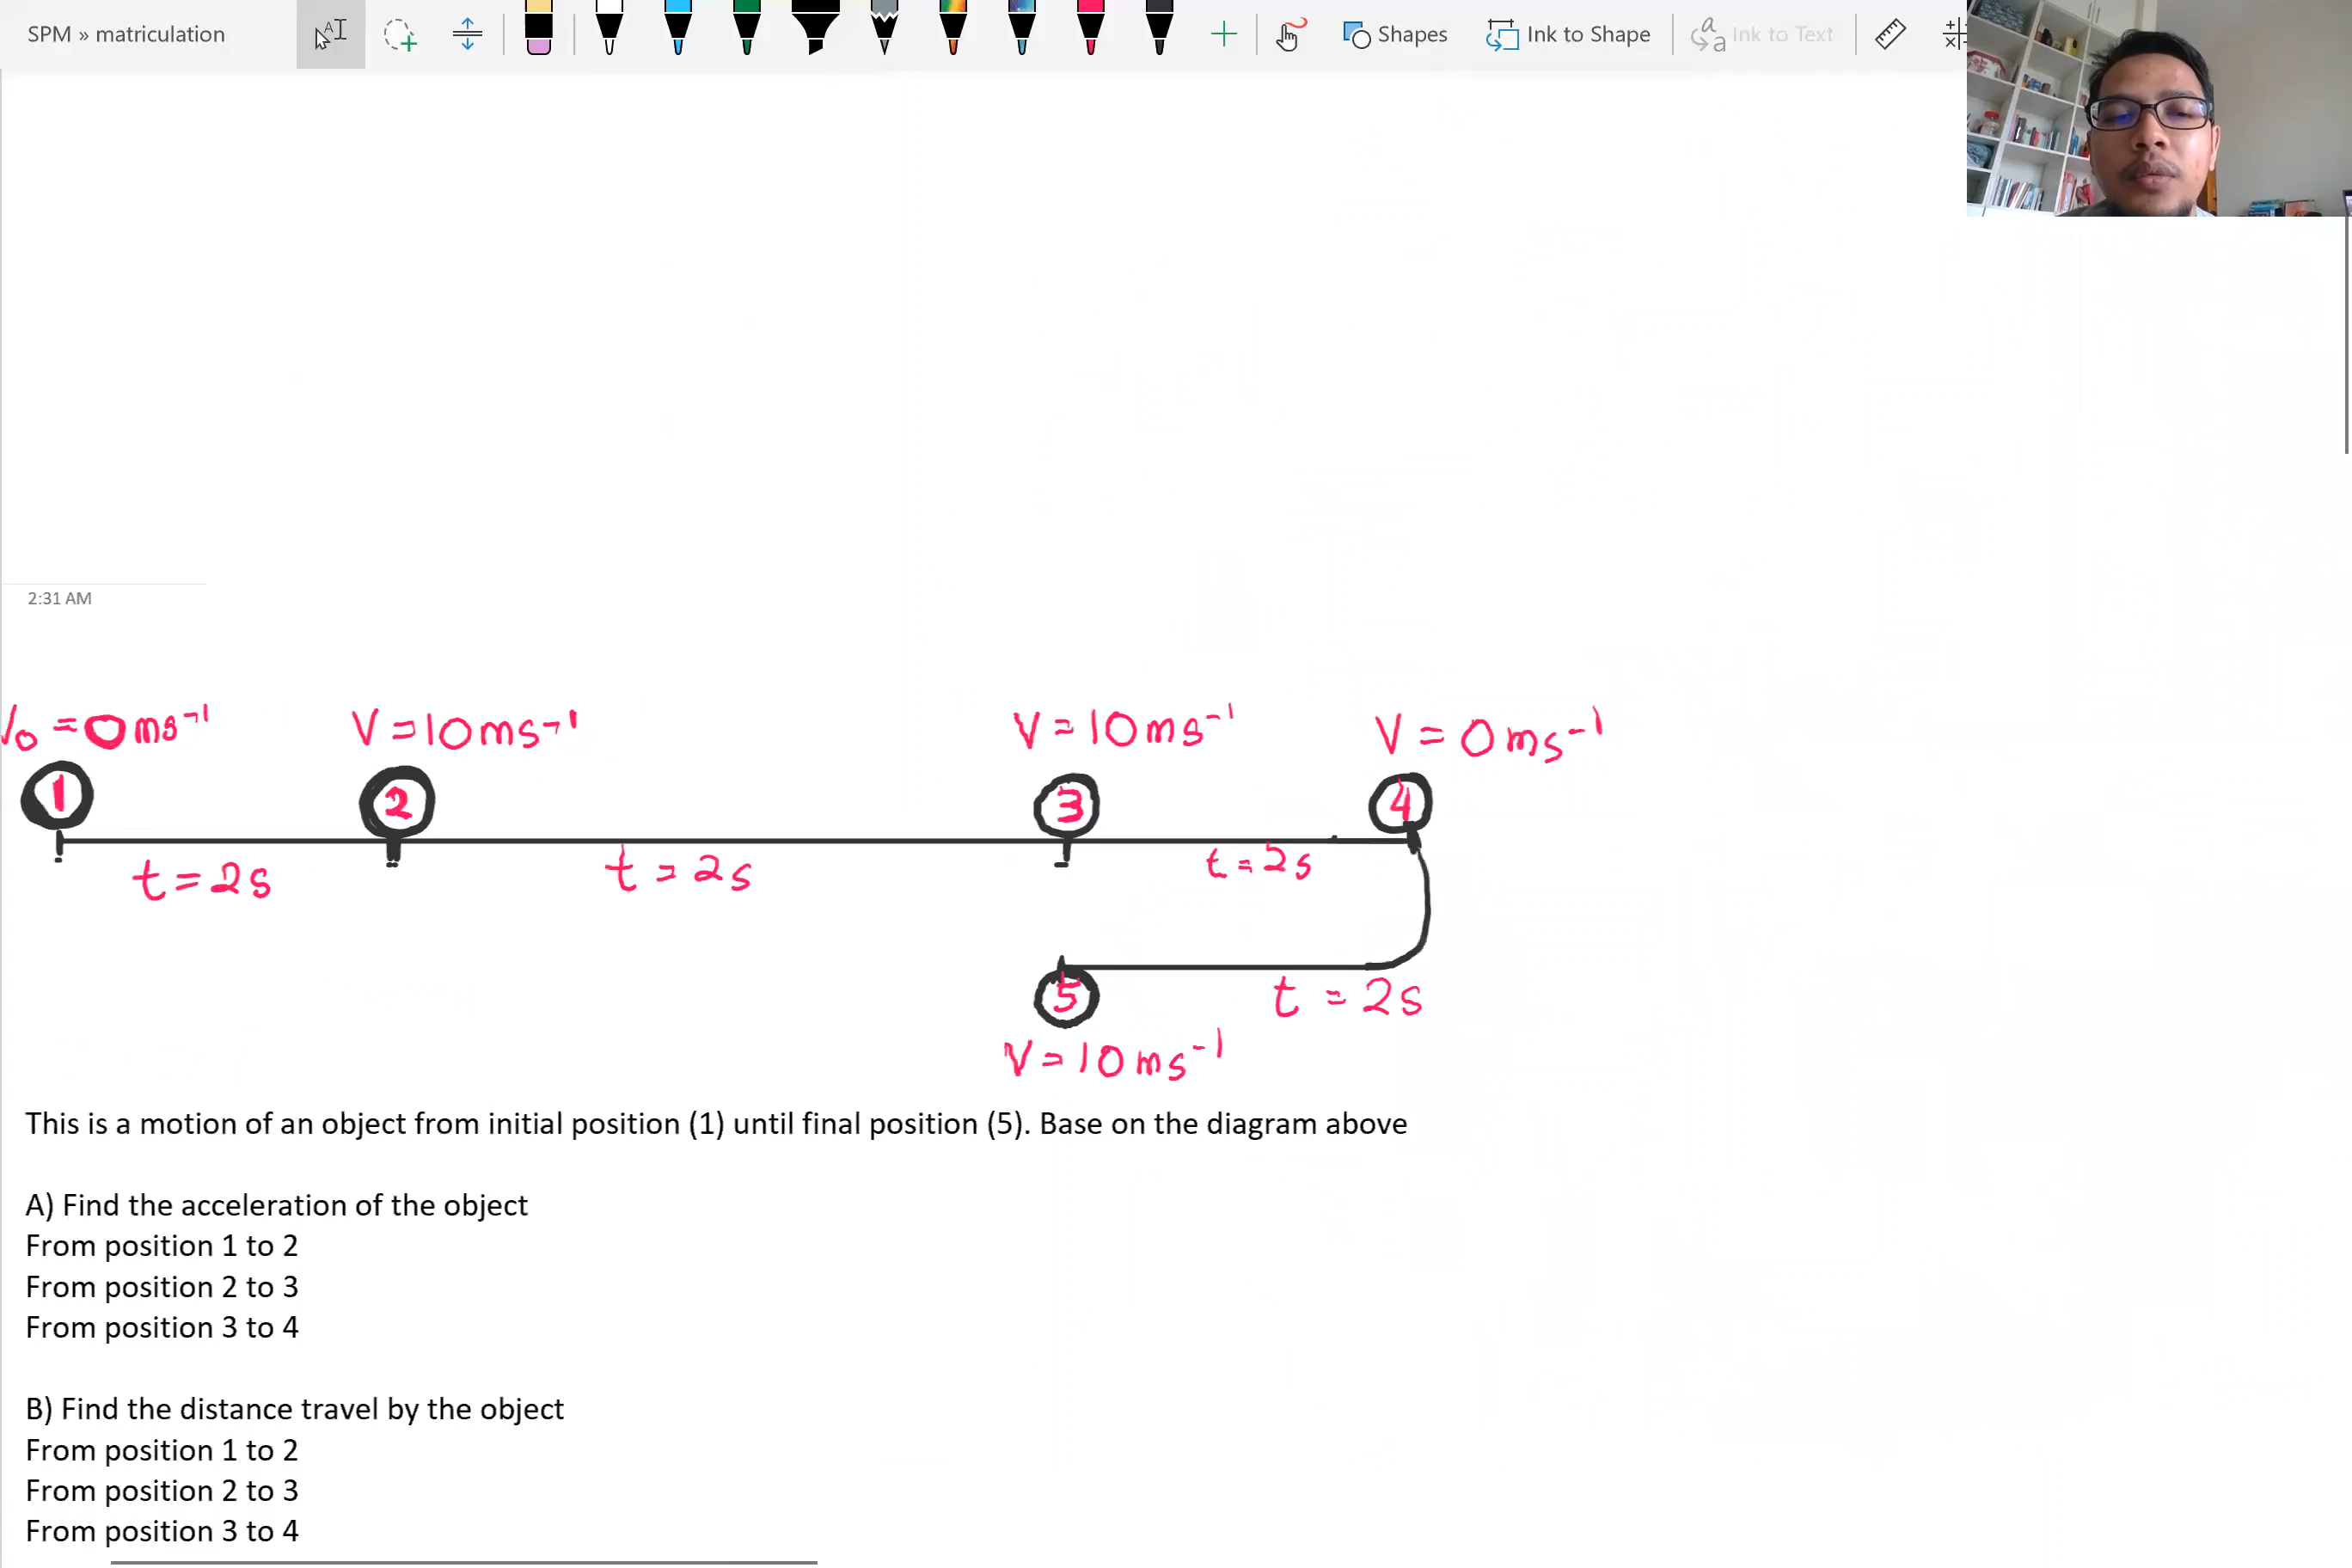 SPM » matriculation
Shapes
Ink to Shape
Ink to Text
2:31 AM
V₀ = 0 ms⁻¹
V = 10 ms⁻¹
V = 10 ms⁻¹
V = 0 ms⁻¹
1
2
3
4
t = 2s
t = 2s
t = 2s
5
t = 2s
V = 10 ms⁻¹
This is a motion of an object from initial position (1) until final position (5). Base on the diagram above
A) Find the acceleration of the object
From position 1 to 2
From position 2 to 3
From position 3 to 4
B) Find the distance travel by the object
From position 1 to 2
From position 2 to 3
From position 3 to 4